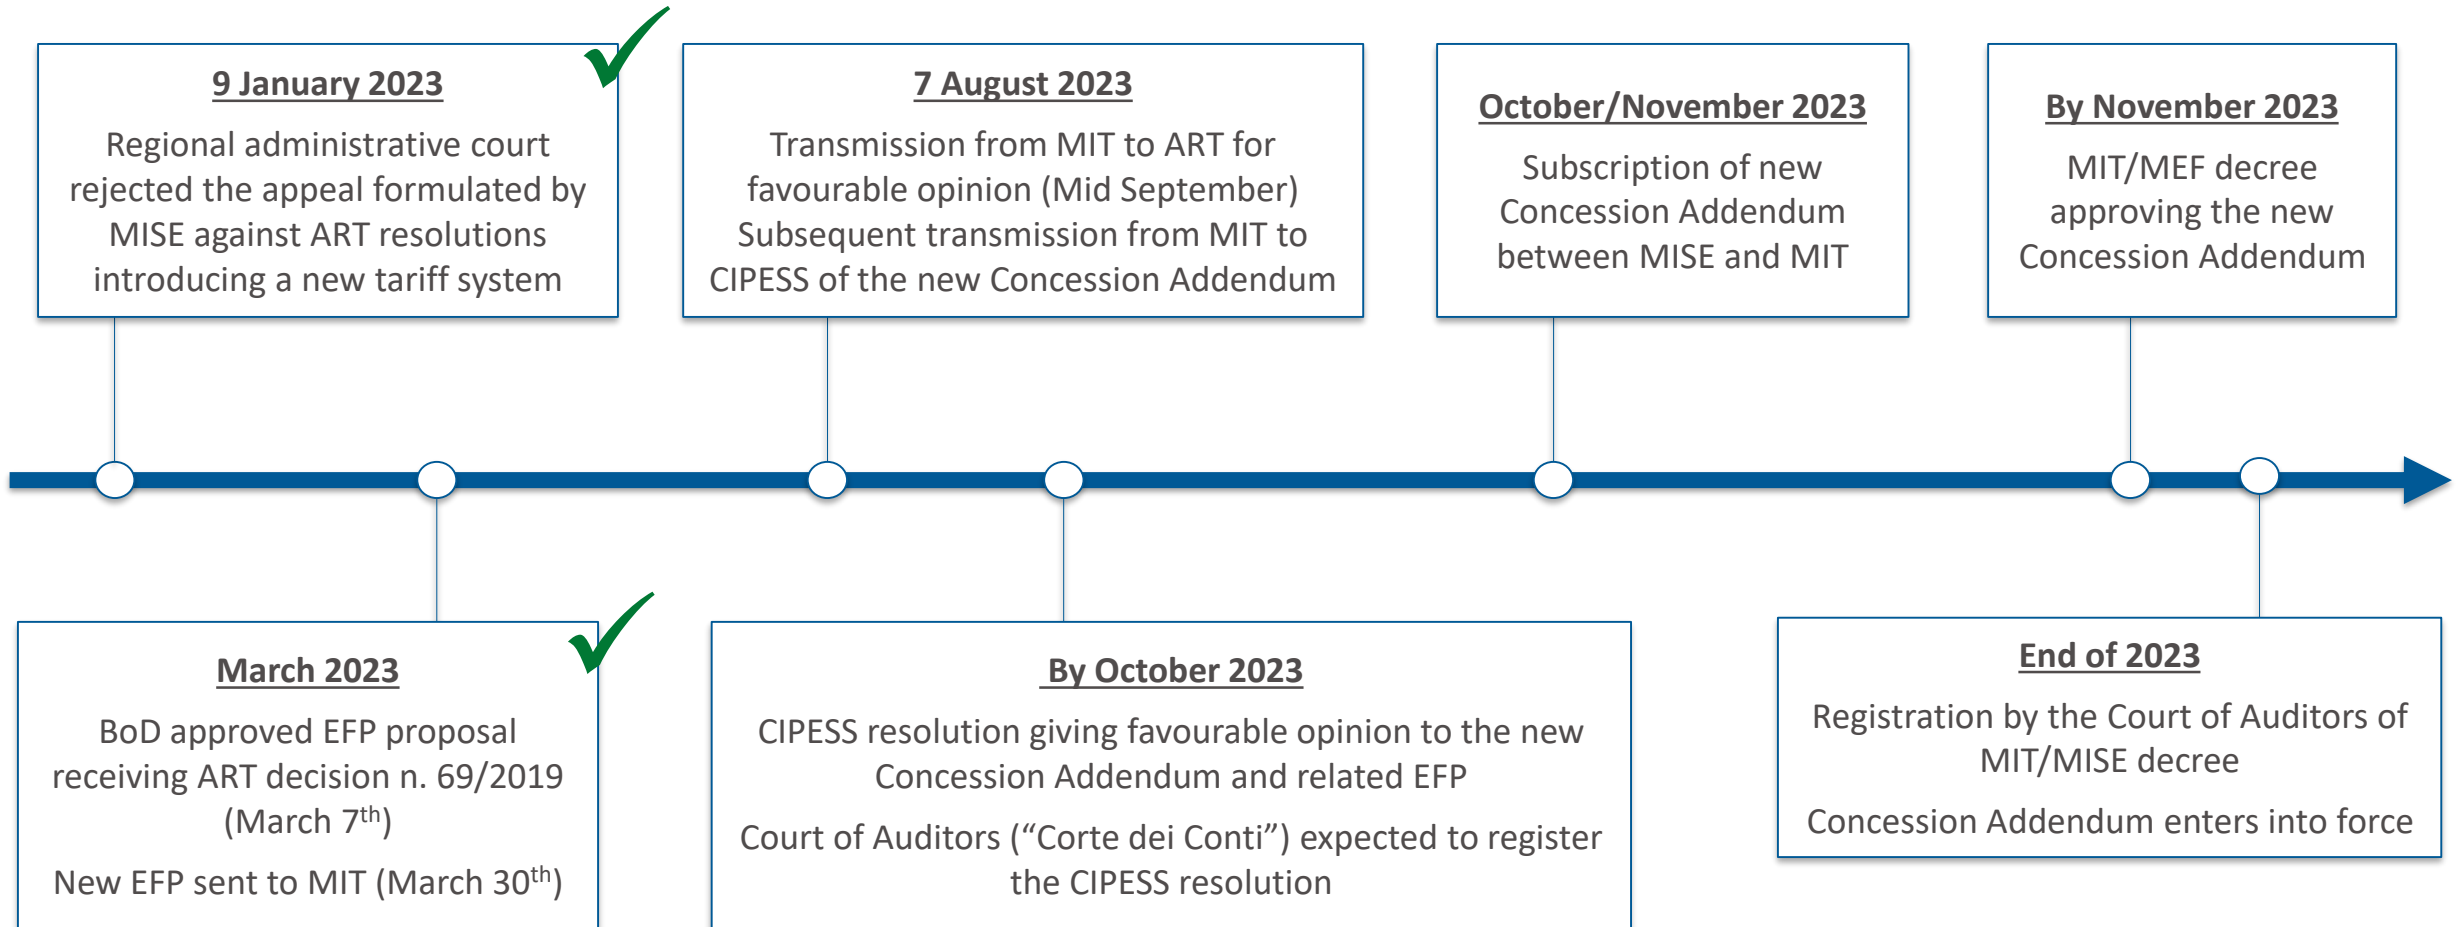 9 January 2023
Regional administrative court
rejected the appeal formulated by
MISE against ART resolutions
introducing a new tariff system
7 August 2023
Transmission from MIT to ART for
favourable opinion (Mid September)
Subsequent transmission from MIT to
CIPESS of the new Concession Addendum
October/November 2023
Subscription of new
Concession Addendum
between MISE and MIT
By November 2023
MIT/MEF decree
approving the new
Concession Addendum
March 2023
BoD approved EFP proposal
receiving ART decision n. 69/2019
(March 7th)
New EFP sent to MIT (March 30th)
By October 2023
CIPESS resolution giving favourable opinion to the new
Concession Addendum and related EFP
Court of Auditors (“Corte dei Conti”) expected to register
the CIPESS resolution
End of 2023
Registration by the Court of Auditors of
MIT/MISE decree
Concession Addendum enters into force